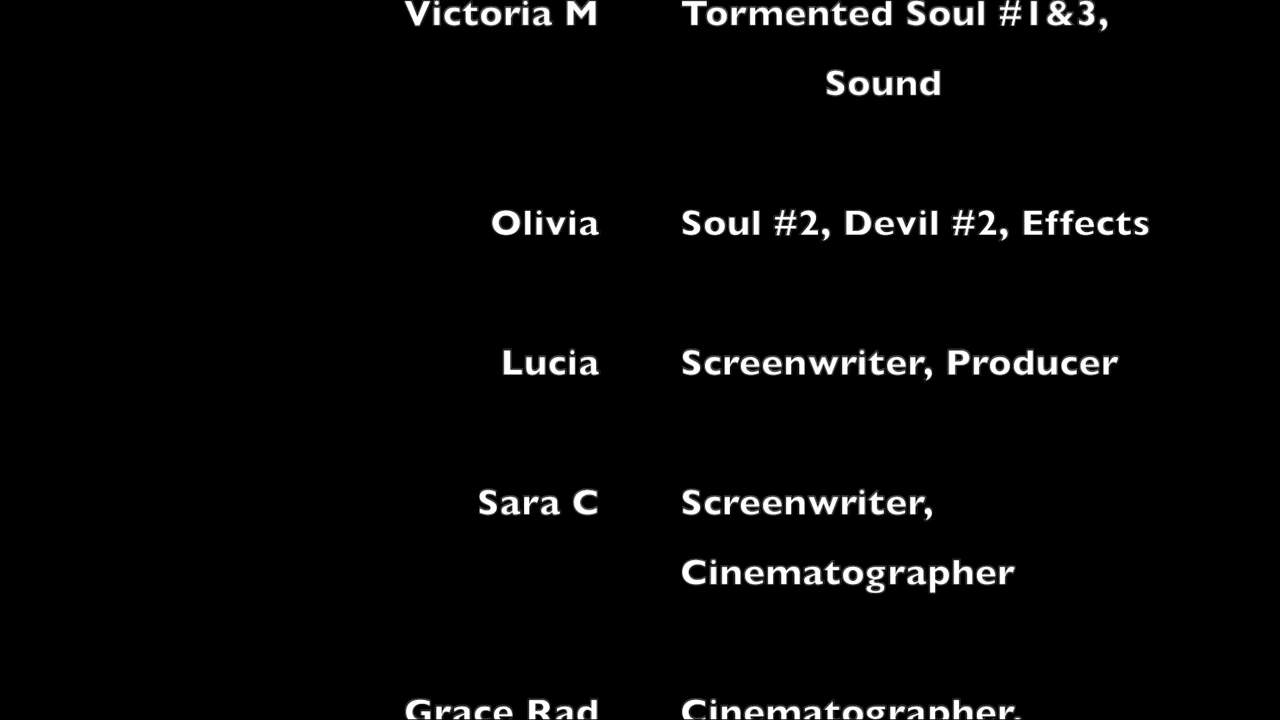 Victoria M Tormented Soul #1&3,
Sound
Olivia Soul #2, Devil #2, Effects
Lucia Screenwriter, Producer
Sara C Screenwriter,
Cinematographer
Grace Rad Cinematographer,